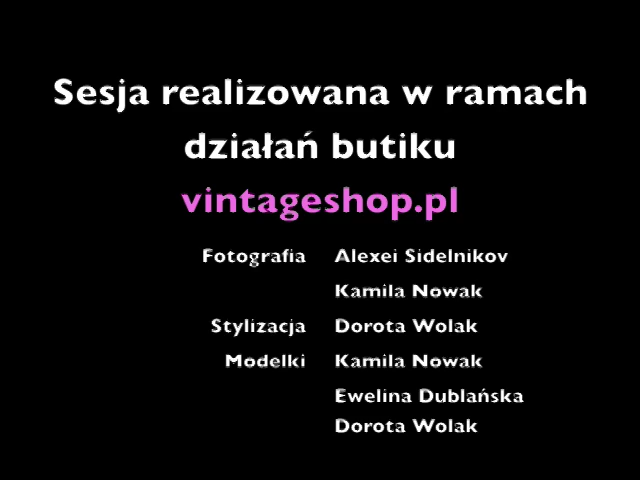 Sesja realizowana w ramach
działań butiku
vintageshop.pl
Fotografia Alexei Sidelnikov
Kamila Nowak
Stylizacja Dorota Wolak
Modelki Kamila Nowak
Ewelina Dublańska
Dorota Wolak